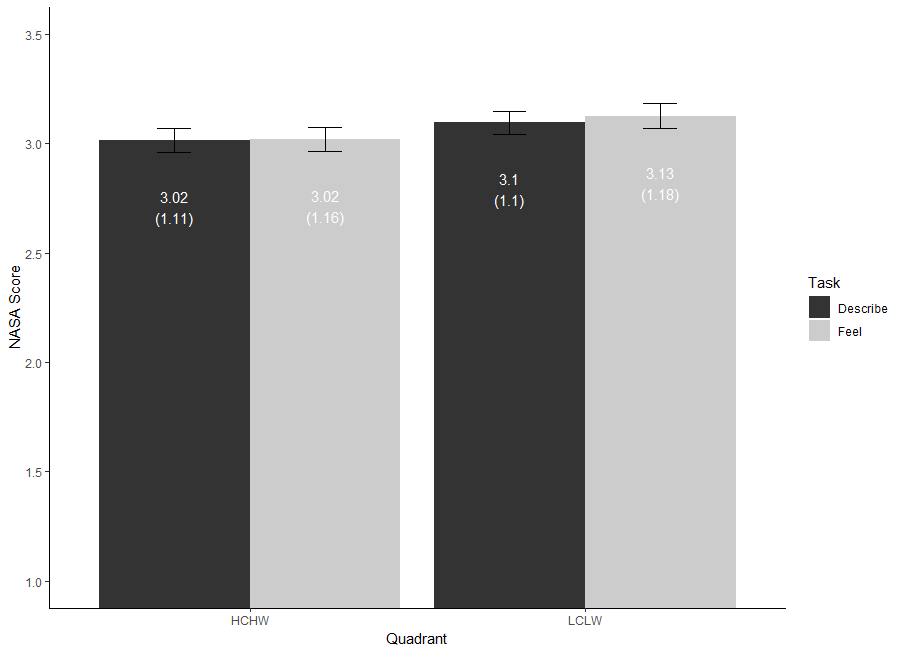 3.5
3.0
2.5
2.0
1.5
1.0
NASA Score
3.02
(1.11)
3.02
(1.16)
3.1
(1.1)
3.13
(1.18)
HCHW
LCLW
Quadrant
Task
Describe
Feel